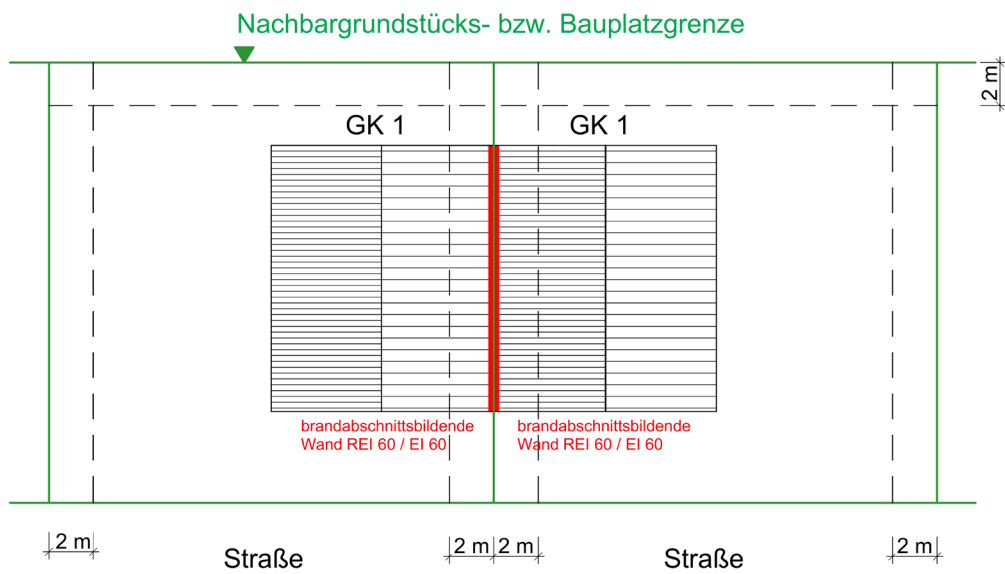 Nachbargrundstücks- bzw. Bauplatzgrenze
2 m
GK 1
GK 1
brandabschnittsbildende
Wand REI 60 / EI 60
brandabschnittsbildende
Wand REI 60 / EI 60
2 m
Straße
2 m
2 m
Straße
2 m